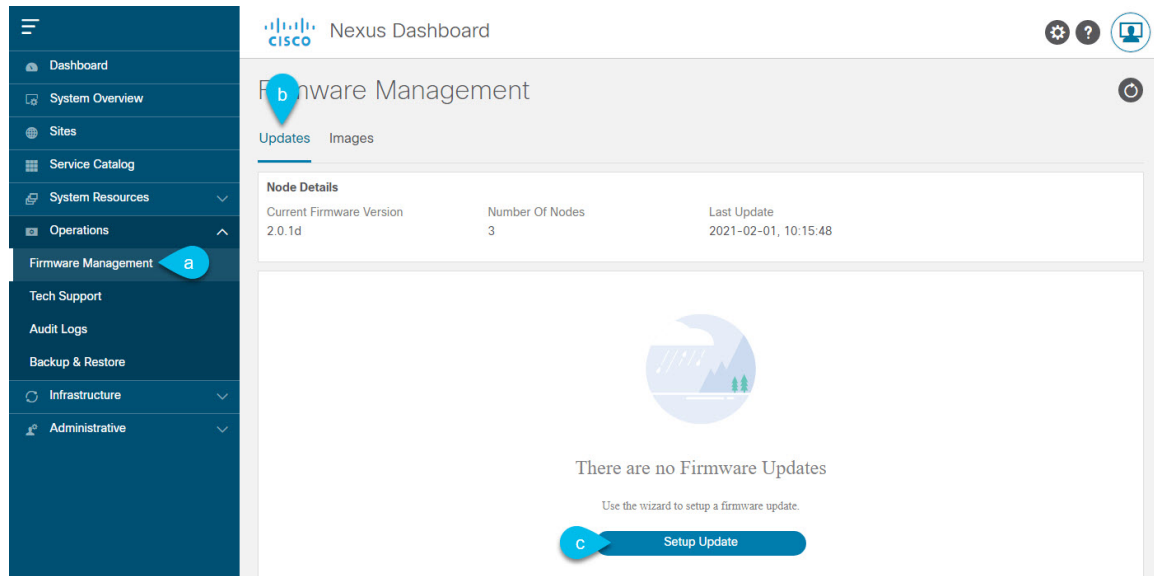 CISCO Nexus Dashboard
?
Dashboard
System Overview
Sites
Service Catalog
System Resources
Operations
Firmware Management a
Tech Support
Audit Logs
Backup & Restore
Infrastructure
Administrative
Management
b
Updates Images
Node Details
Current Firmware Version Number Of Nodes Last Update
2.0.1d 3 2021-02-01, 10:15:48
There are no Firmware Updates
Use the wizard to setup a firmware update.
c Setup Update